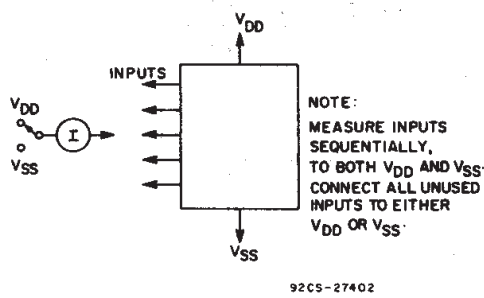 VDD
INPUTS
VDD
I
VSS
NOTE:
MEASURE INPUTS
SEQUENTIALLY,
TO BOTH VDD AND VSS.
CONNECT ALL UNUSED
INPUTS TO EITHER
VDD OR VSS.
VSS
92CS-27402